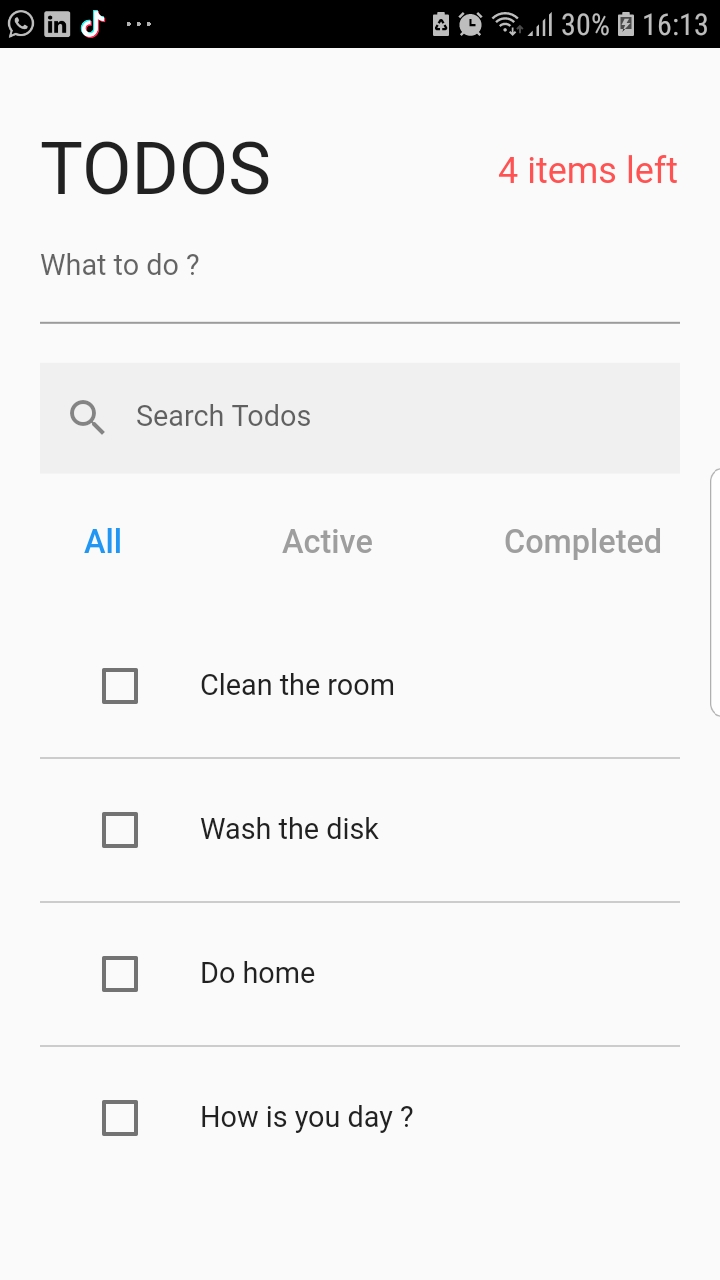 30% 16:13
TODOS
4 items left
What to do ?
Search Todos
All Active Completed
Clean the room
Wash the disk
Do home
How is you day ?